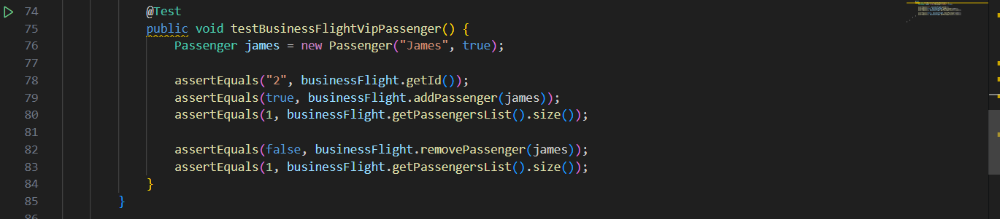 74 @Test
75 public void testBusinessFlightVipPassenger() {
76 Passenger james = new Passenger("James", true);
77
78 assertEquals("2", businessFlight.getId());
79 assertEquals(true, businessFlight.addPassenger(james));
80 assertEquals(1, businessFlight.getPassengersList().size());
81
82 assertEquals(false, businessFlight.removePassenger(james));
83 assertEquals(1, businessFlight.getPassengersList().size());
84 }
85 }
86